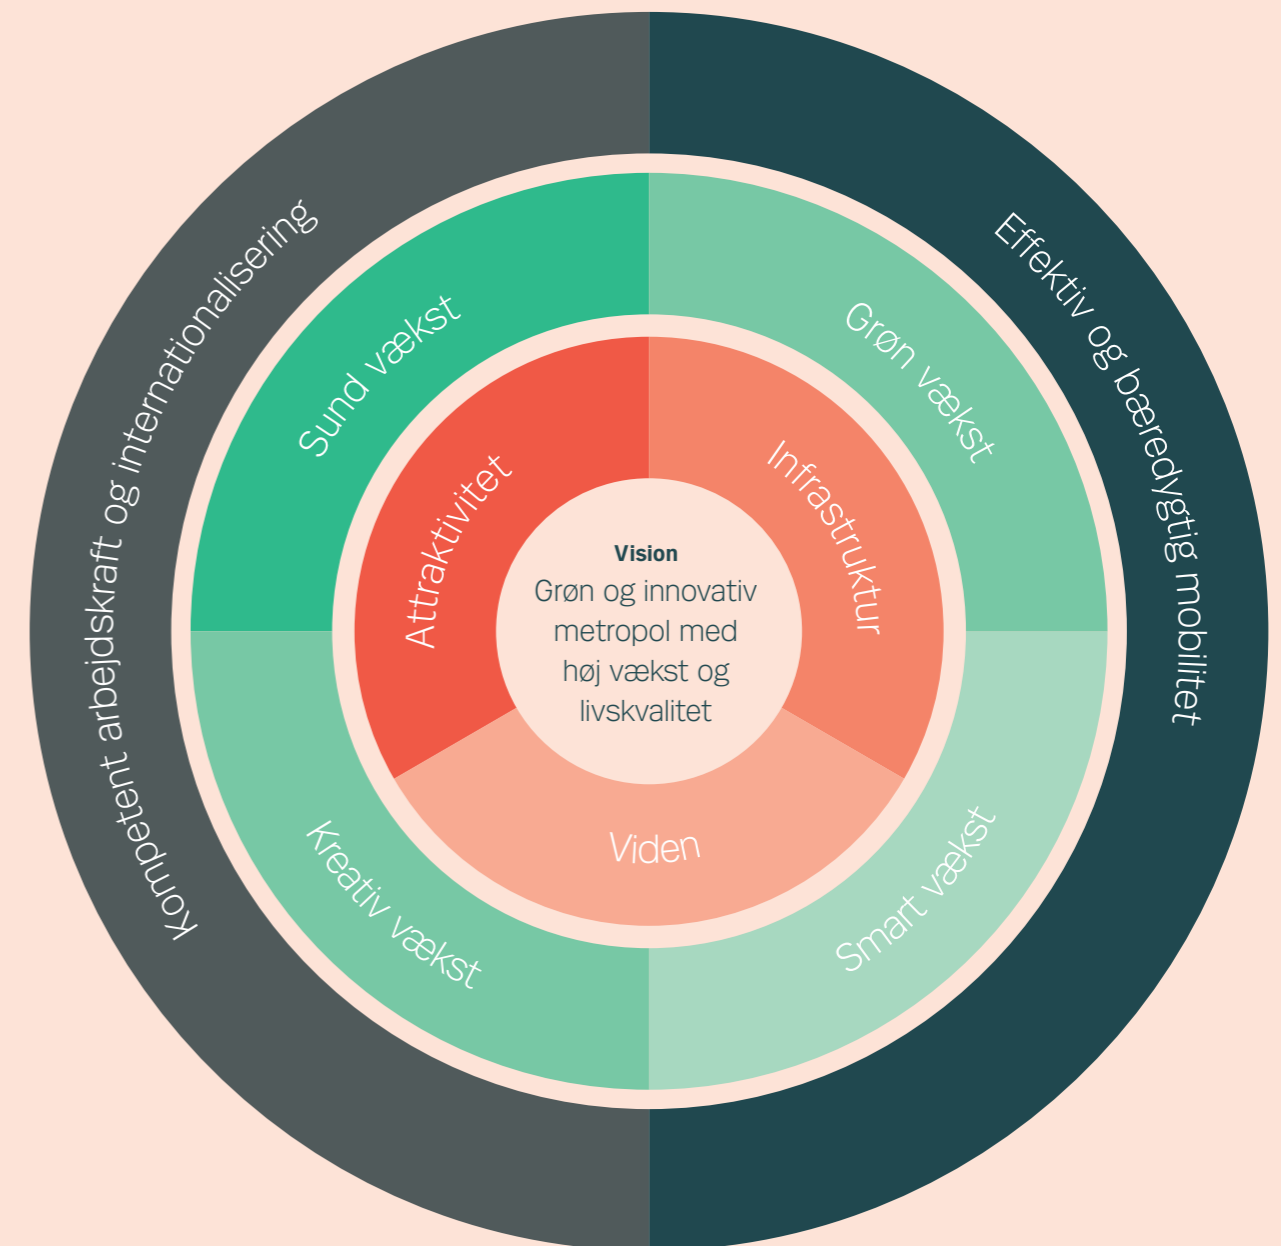 Kompetent arbejdskraft og internationalisering
Effektiv og bæredygtig mobilitet
Sund vækst
Grøn vækst
Kreativ vækst
Smart vækst
Attraktivitet
Infrastruktur
Viden
Vision
Grøn og innovativ
metropol med
høj vækst og
livskvalitet